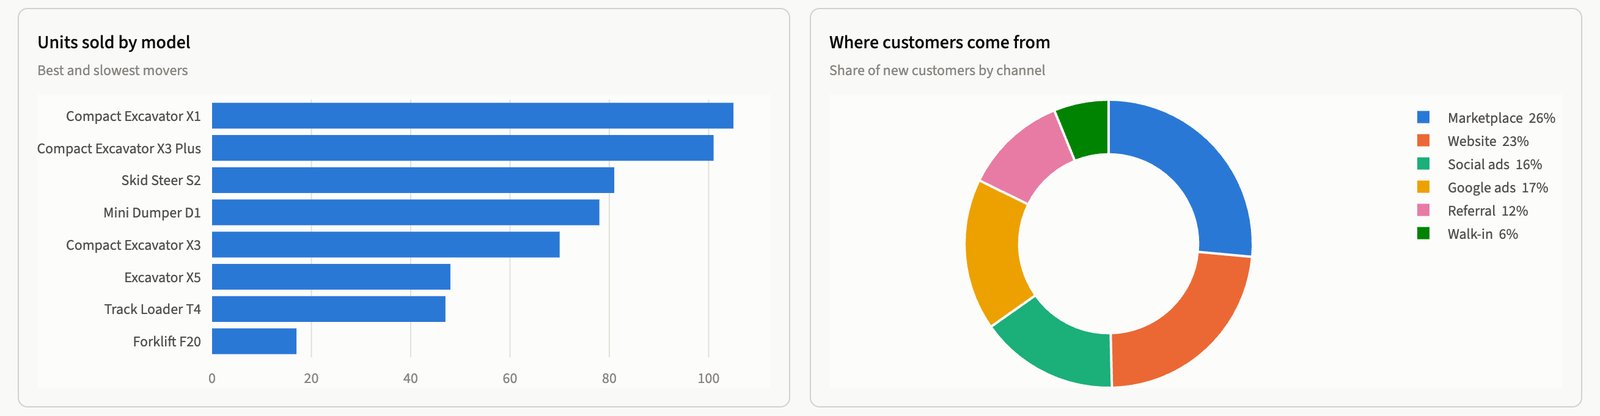 Units sold by model
Best and slowest movers
Compact Excavator X1
Compact Excavator X3 Plus
Skid Steer S2
Mini Dumper D1
Compact Excavator X3
Excavator X5
Track Loader T4
Forklift F20
0 20 40 60 80 100
Where customers come from
Share of new customers by channel
Marketplace 26%
Website 23%
Social ads 16%
Google ads 17%
Referral 12%
Walk-in 6%